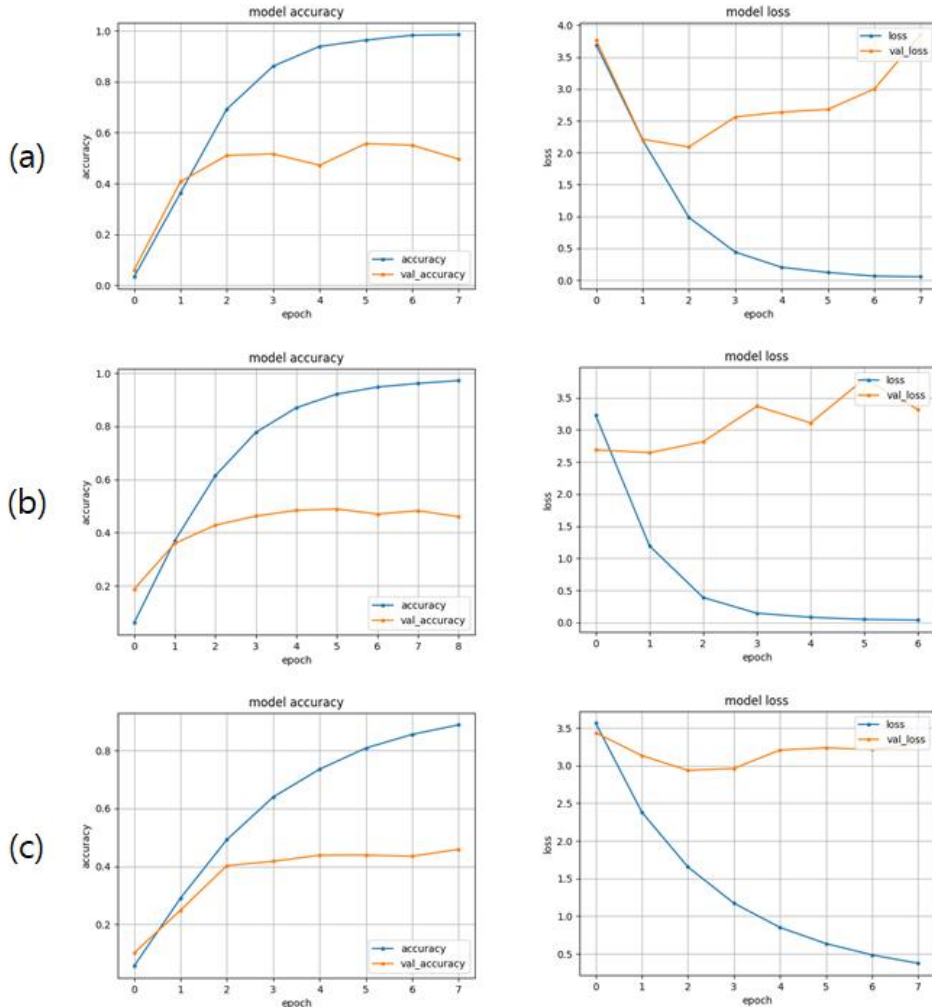 (a)
model accuracy
accuracy
1.0
0.8
0.6
0.4
0.2
0.0
accuracy
val_accuracy
0 1 2 3 4 5 6 7
epoch
model loss
loss
4.0
3.5
3.0
2.5
2.0
1.5
1.0
0.5
0.0
loss
val_loss
0 1 2 3 4 5 6 7
epoch
(b)
model accuracy
accuracy
1.0
0.8
0.6
0.4
0.2
accuracy
val_accuracy
0 1 2 3 4 5 6 7 8
epoch
model loss
loss
3.5
3.0
2.5
2.0
1.5
1.0
0.5
0.0
loss
val_loss
0 1 2 3 4 5 6
epoch
(c)
model accuracy
accuracy
0.8
0.6
0.4
0.2
accuracy
val_accuracy
0 1 2 3 4 5 6 7
epoch
model loss
loss
3.5
3.0
2.5
2.0
1.5
1.0
0.5
loss
val_loss
0 1 2 3 4 5 6 7
epoch